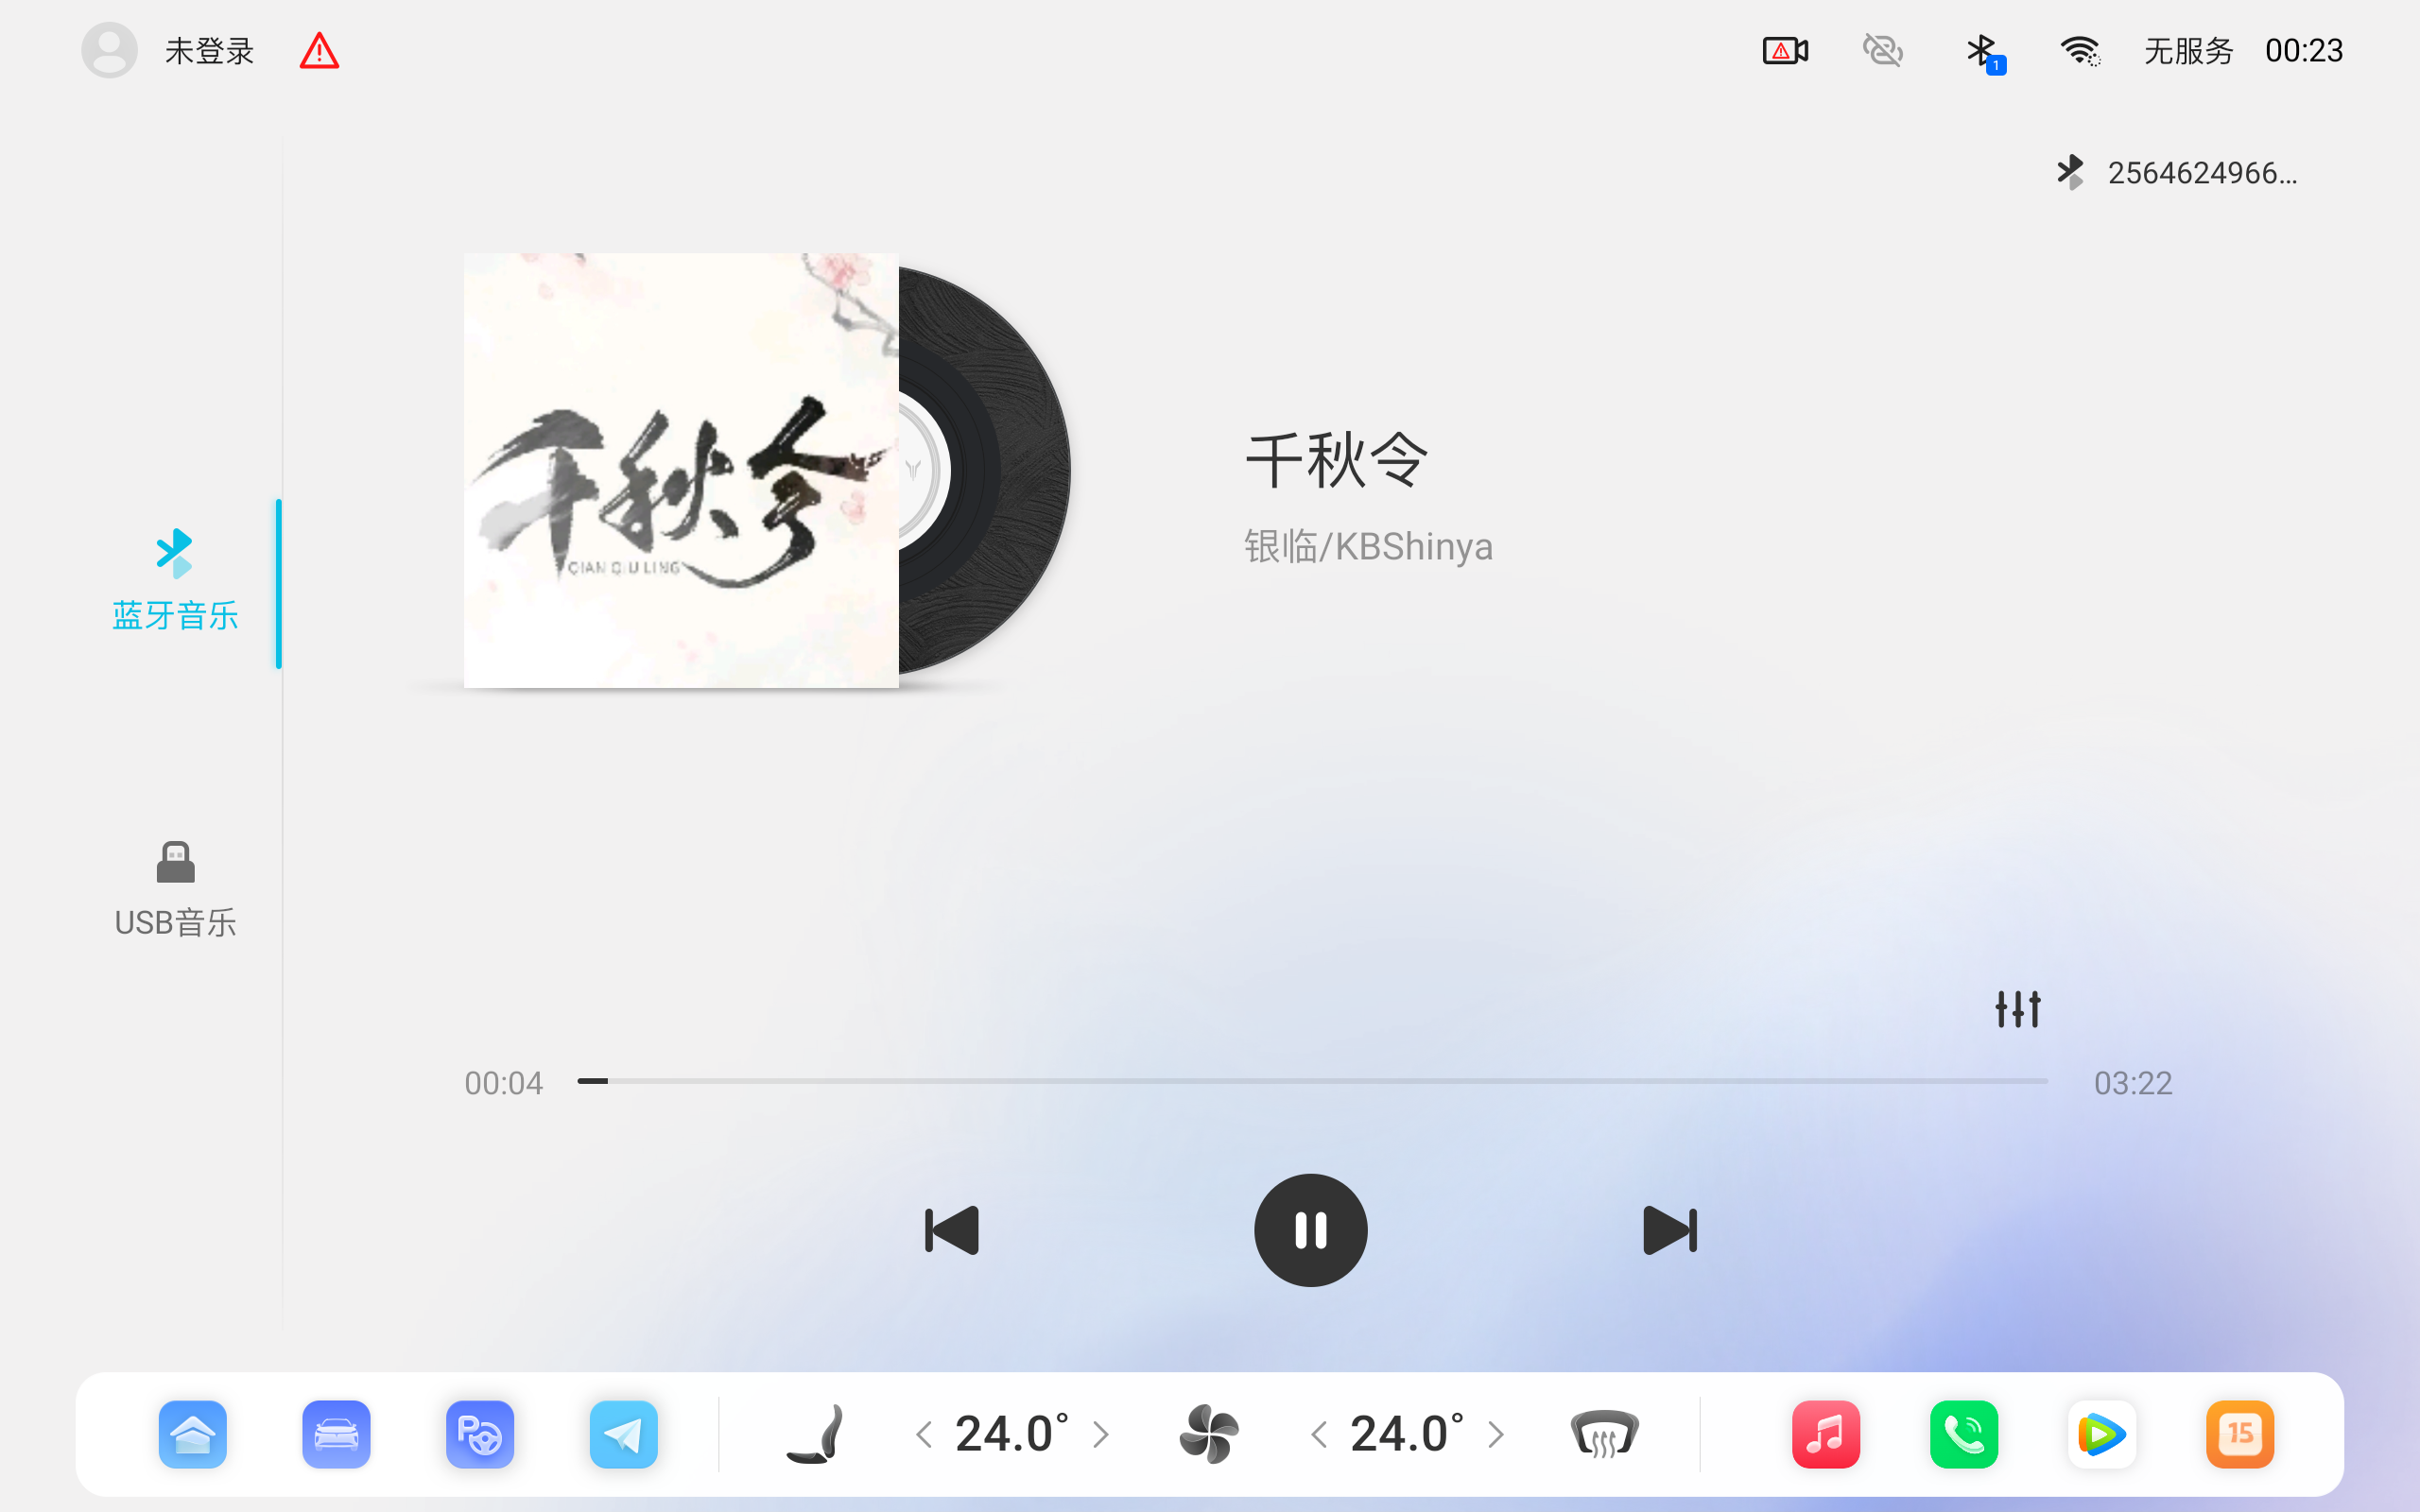 未登录
1
无服务 00:23
2564624966...
千秋令
QIAN QIU LING
千秋令
银临/KBShinya
蓝牙音乐
USB音乐
00:04
03:22
P
24.0°
24.0°
15